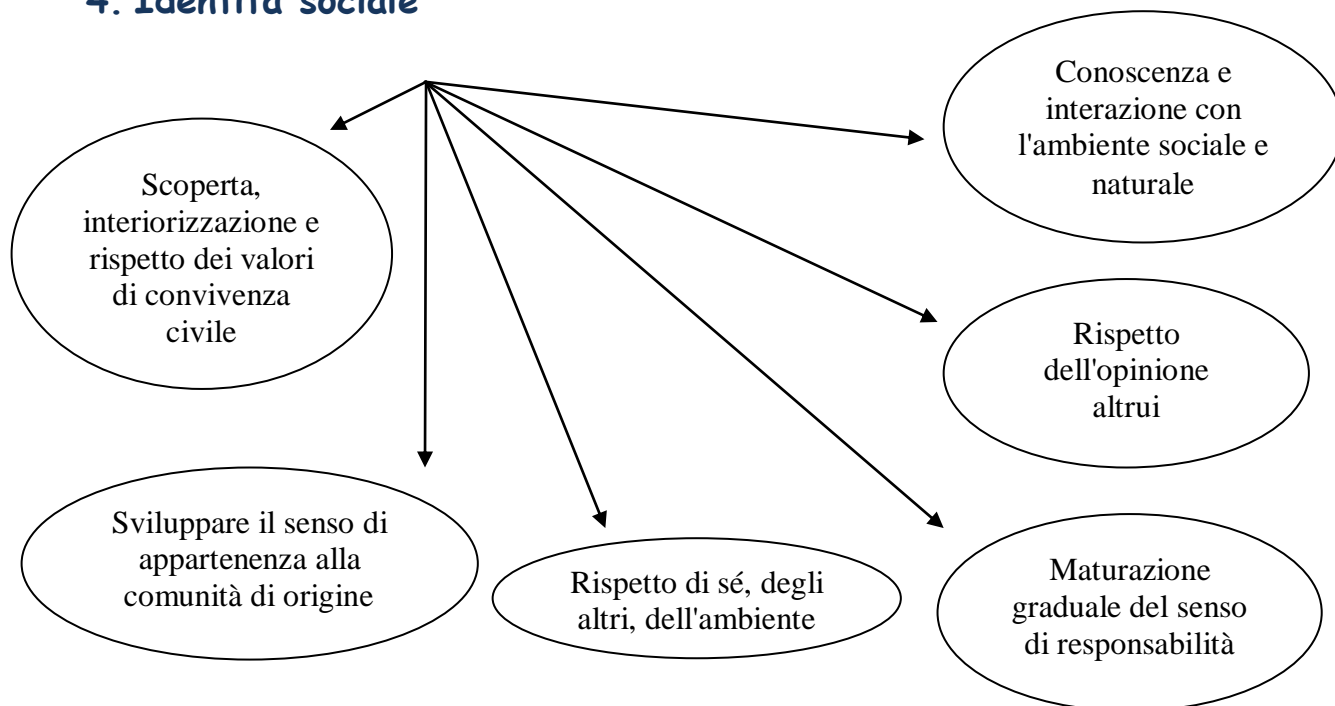 4. Identità sociale
Conoscenza e
interazione con
l'ambiente sociale e
naturale
Scoperta,
interiorizzazione e
rispetto dei valori
di convivenza
civile
Rispetto
dell'opinione
altrui
Sviluppare il senso di
appartenenza alla
comunità di origine
Rispetto di sé, degli
altri, dell'ambiente
Maturazione
graduale del senso
di responsabilità